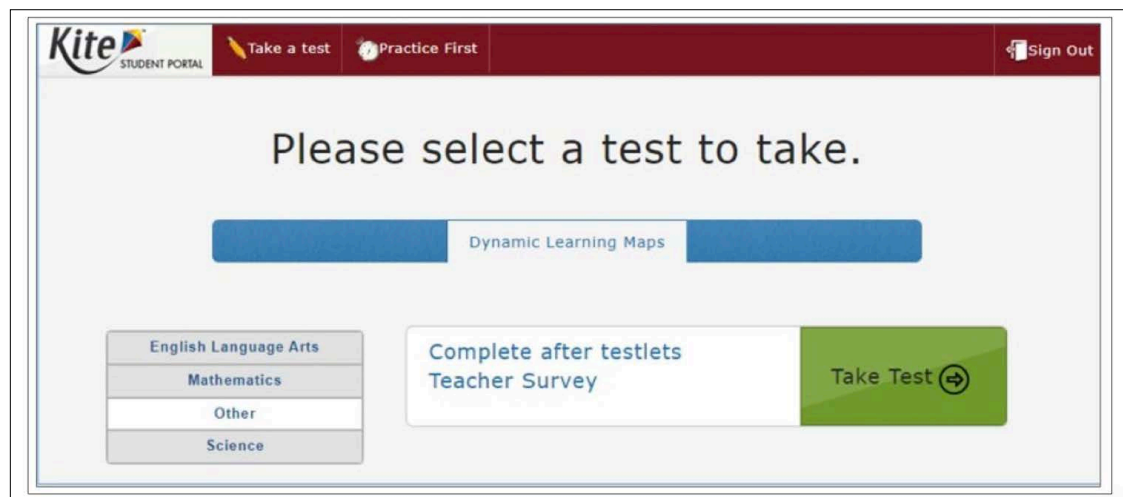 Kite
STUDENT PORTAL
Take a test
Practice First
Sign Out
Please select a test to take.
Dynamic Learning Maps
English Language Arts
Mathematics
Other
Science
Complete after testlets
Teacher Survey
Take Test